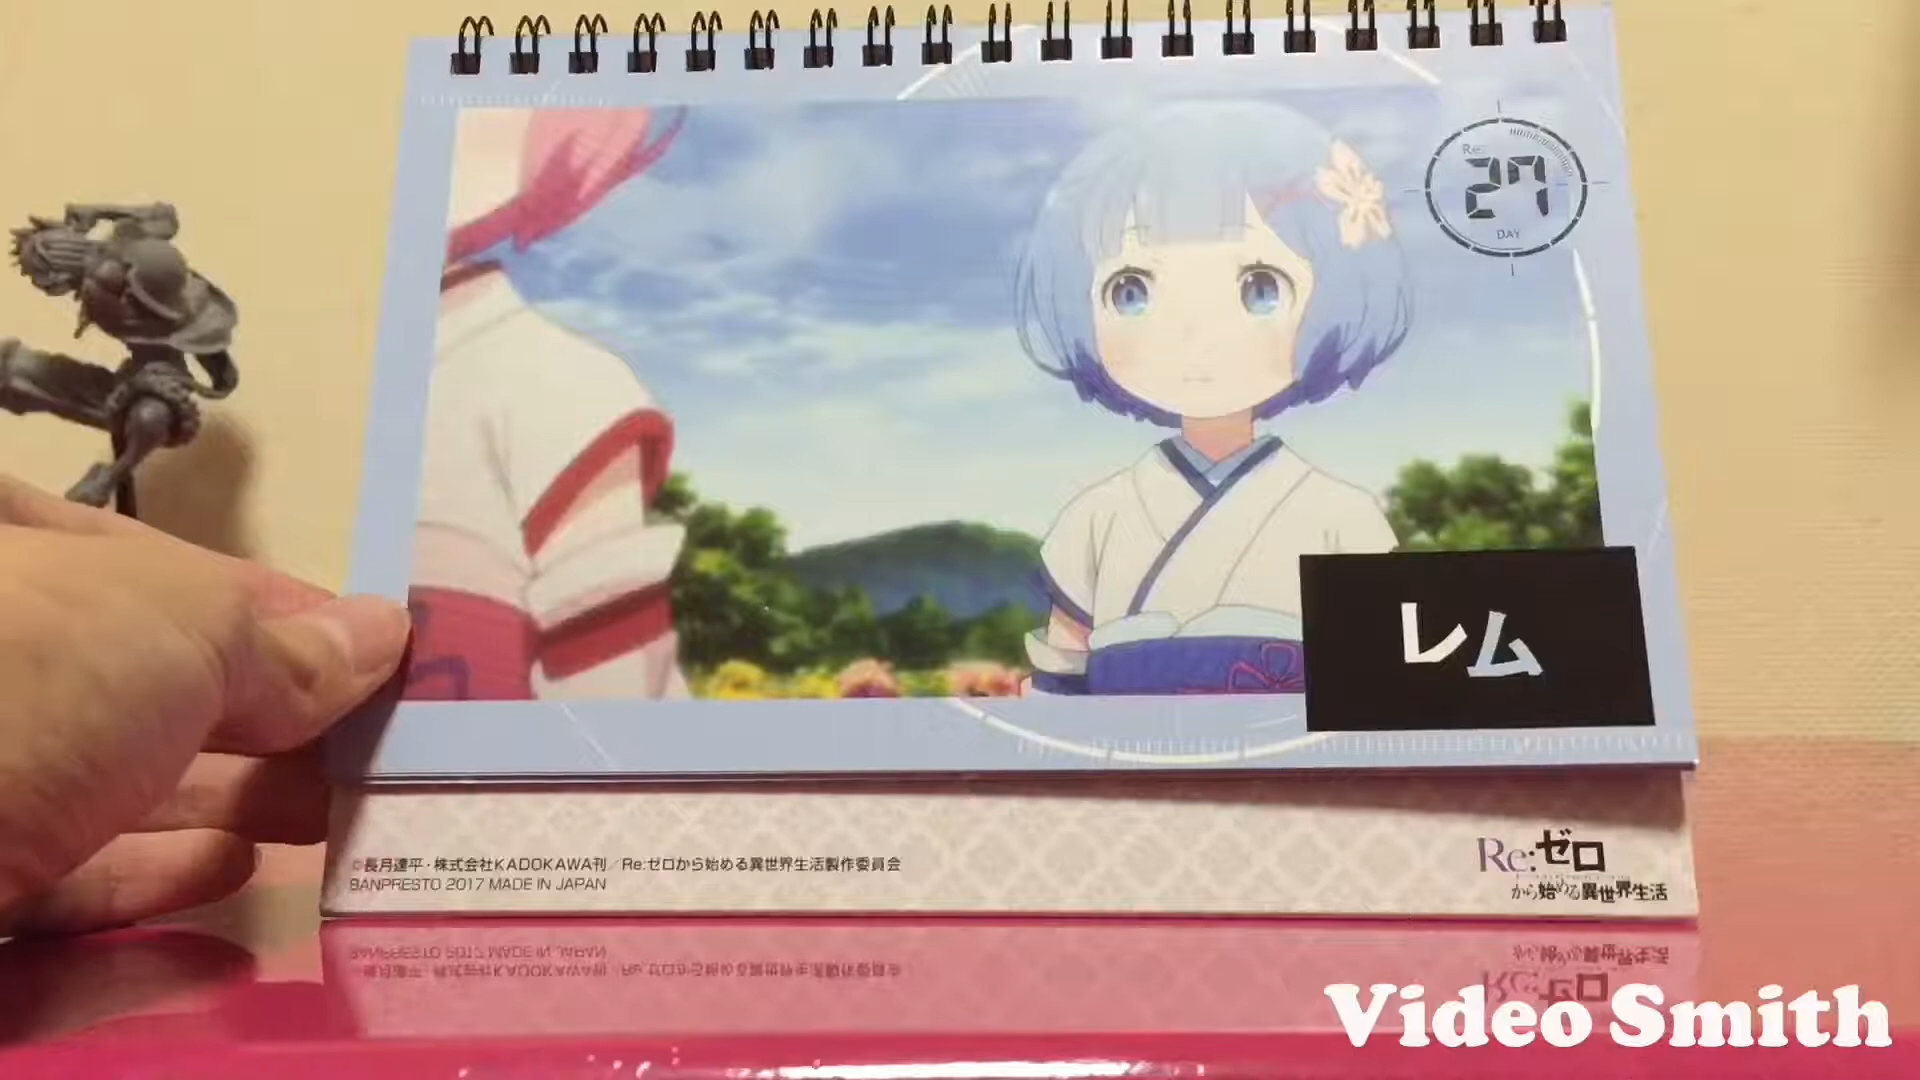 Re:
27
DAY
レム
©長月達平・株式会社KADOKAWA刊／Re:ゼロから始める異世界生活製作委員会
BANPRESTO 2017 MADE IN JAPAN
Re:ゼロ
から始める異世界生活
Video Smith